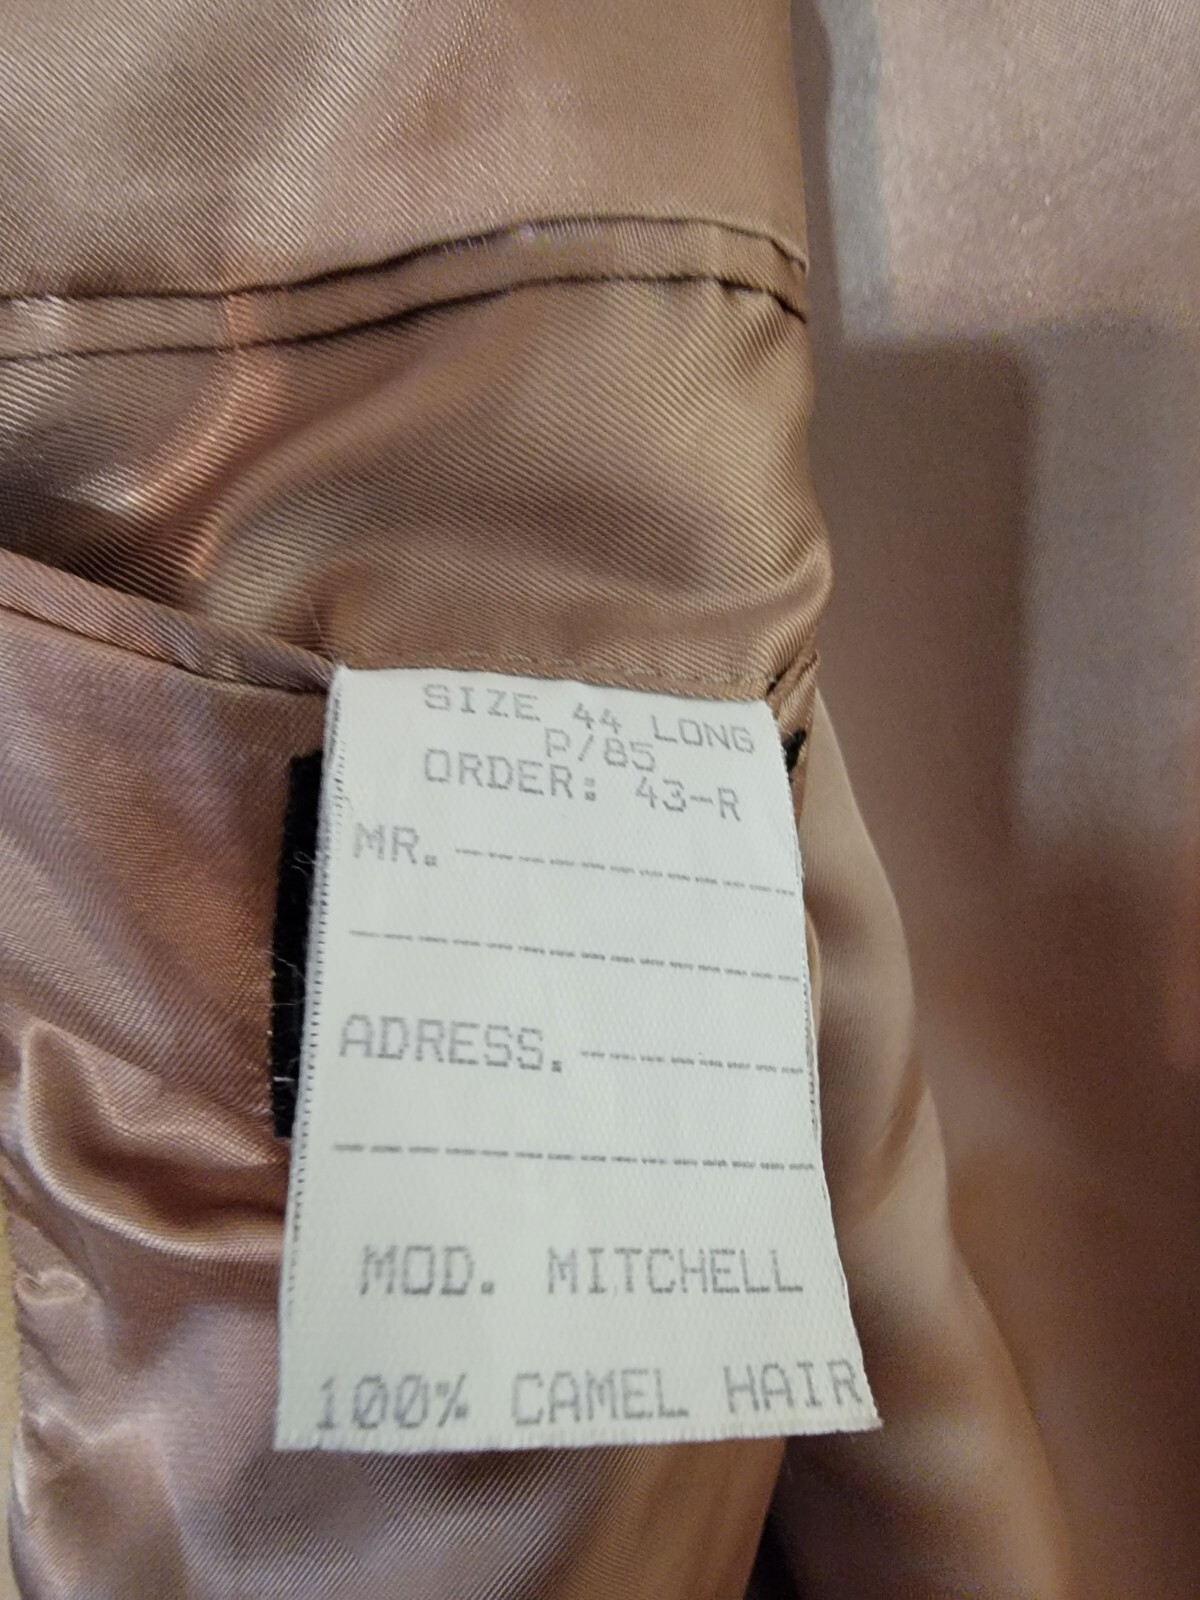 SIZE 44 LONG
P/85
ORDER: 43-R
MR.
ADRESS.
MOD. MITCHELL
100% CAMEL HAIR